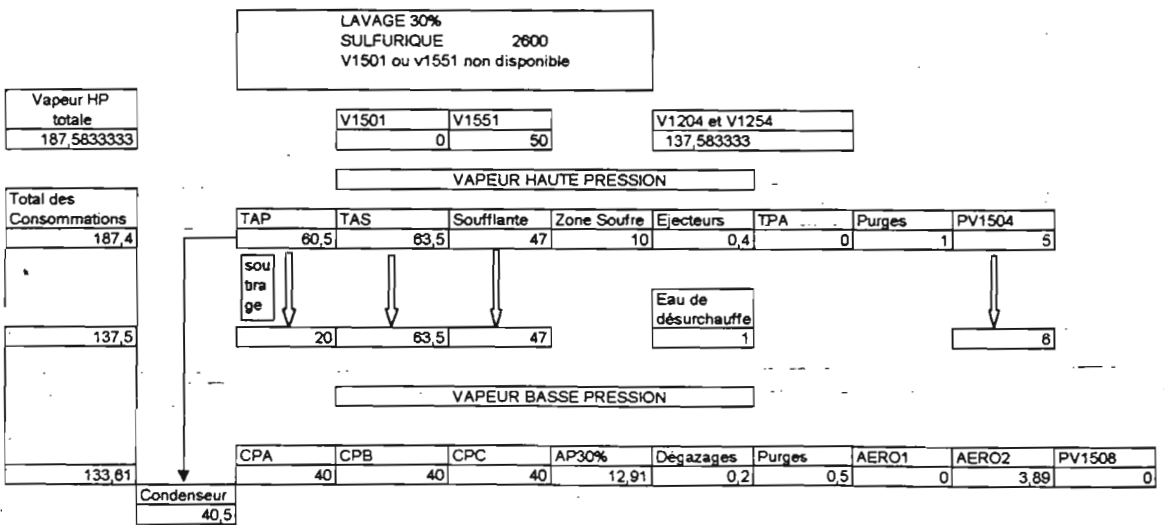 LAVAGE 30%
SULFURIQUE 2600
V1501 ou v1551 non disponible
Vapeur HP
totale
187,5833333
V1501 V1551
0 50
V1204 et V1254
137,583333
VAPEUR HAUTE PRESSION
Total des
Consommations
187,4
TAP TAS Soufflante Zone Soufre Ejecteurs TPA Purges PV1504
60,5 63,5 47 10 0,4 0 1 5
sou
tira
ge
Eau de
désurchauffe
137,5 20 63,5 47 1 6
VAPEUR BASSE PRESSION
CPA CPB CPC AP30% Dégazages Purges AERO1 AERO2 PV1508
133,61 40 40 40 12,91 0,2 0,5 0 3,89 0
Condenseur
40,5